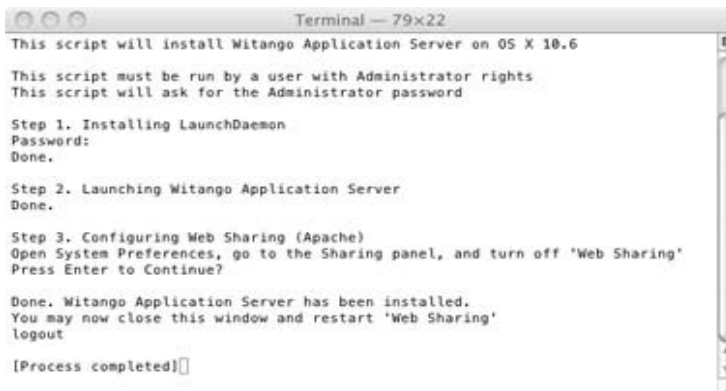 Terminal — 79×22
This script will install Witango Application Server on OS X 10.6
This script must be run by a user with Administrator rights
This script will ask for the Administrator password
Step 1. Installing LaunchDaemon
Password:
Done.
Step 2. Launching Witango Application Server
Done.
Step 3. Configuring Web Sharing (Apache)
Open System Preferences, go to the Sharing panel, and turn off 'Web Sharing'
Press Enter to Continue?
Done. Witango Application Server has been installed.
You may now close this window and restart 'Web Sharing'
logout
[Process completed]